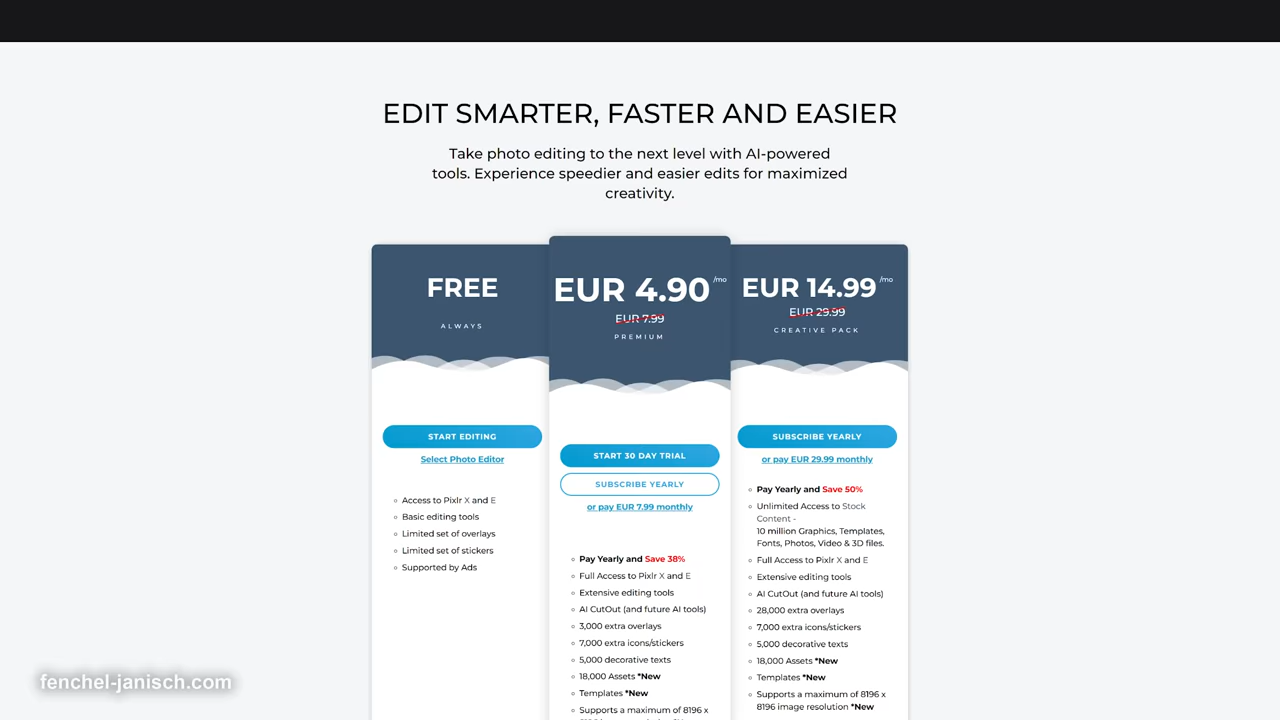 EDIT SMARTER, FASTER AND EASIER
Take photo editing to the next level with AI-powered
tools. Experience speedier and easier edits for maximized
creativity.
FREE
ALWAYS
START EDITING
Select Photo Editor
Access to Pixlr X and E
Basic editing tools
Limited set of overlays
Limited set of stickers
Supported by Ads
EUR 4.90 /mo
EUR 7.99
PREMIUM
START 30 DAY TRIAL
SUBSCRIBE YEARLY
or pay EUR 7.99 monthly
Pay Yearly and Save 38%
Full Access to Pixlr X and E
Extensive editing tools
AI CutOut (and future AI tools)
3,000 extra overlays
7,000 extra icons/stickers
5,000 decorative texts
18,000 Assets *New
Templates *New
Supports a maximum of 8196 x
EUR 14.99 /mo
EUR 29.99
CREATIVE PACK
SUBSCRIBE YEARLY
or pay EUR 29.99 monthly
Pay Yearly and Save 50%
Unlimited Access to Stock
Content -
10 million Graphics, Templates,
Fonts, Photos, Video & 3D files.
Full Access to Pixlr X and E
Extensive editing tools
AI CutOut (and future AI tools)
28,000 extra overlays
7,000 extra icons/stickers
5,000 decorative texts
18,000 Assets *New
Templates *New
Supports a maximum of 8196 x
8196 image resolution *New
fenchel-janisch.com